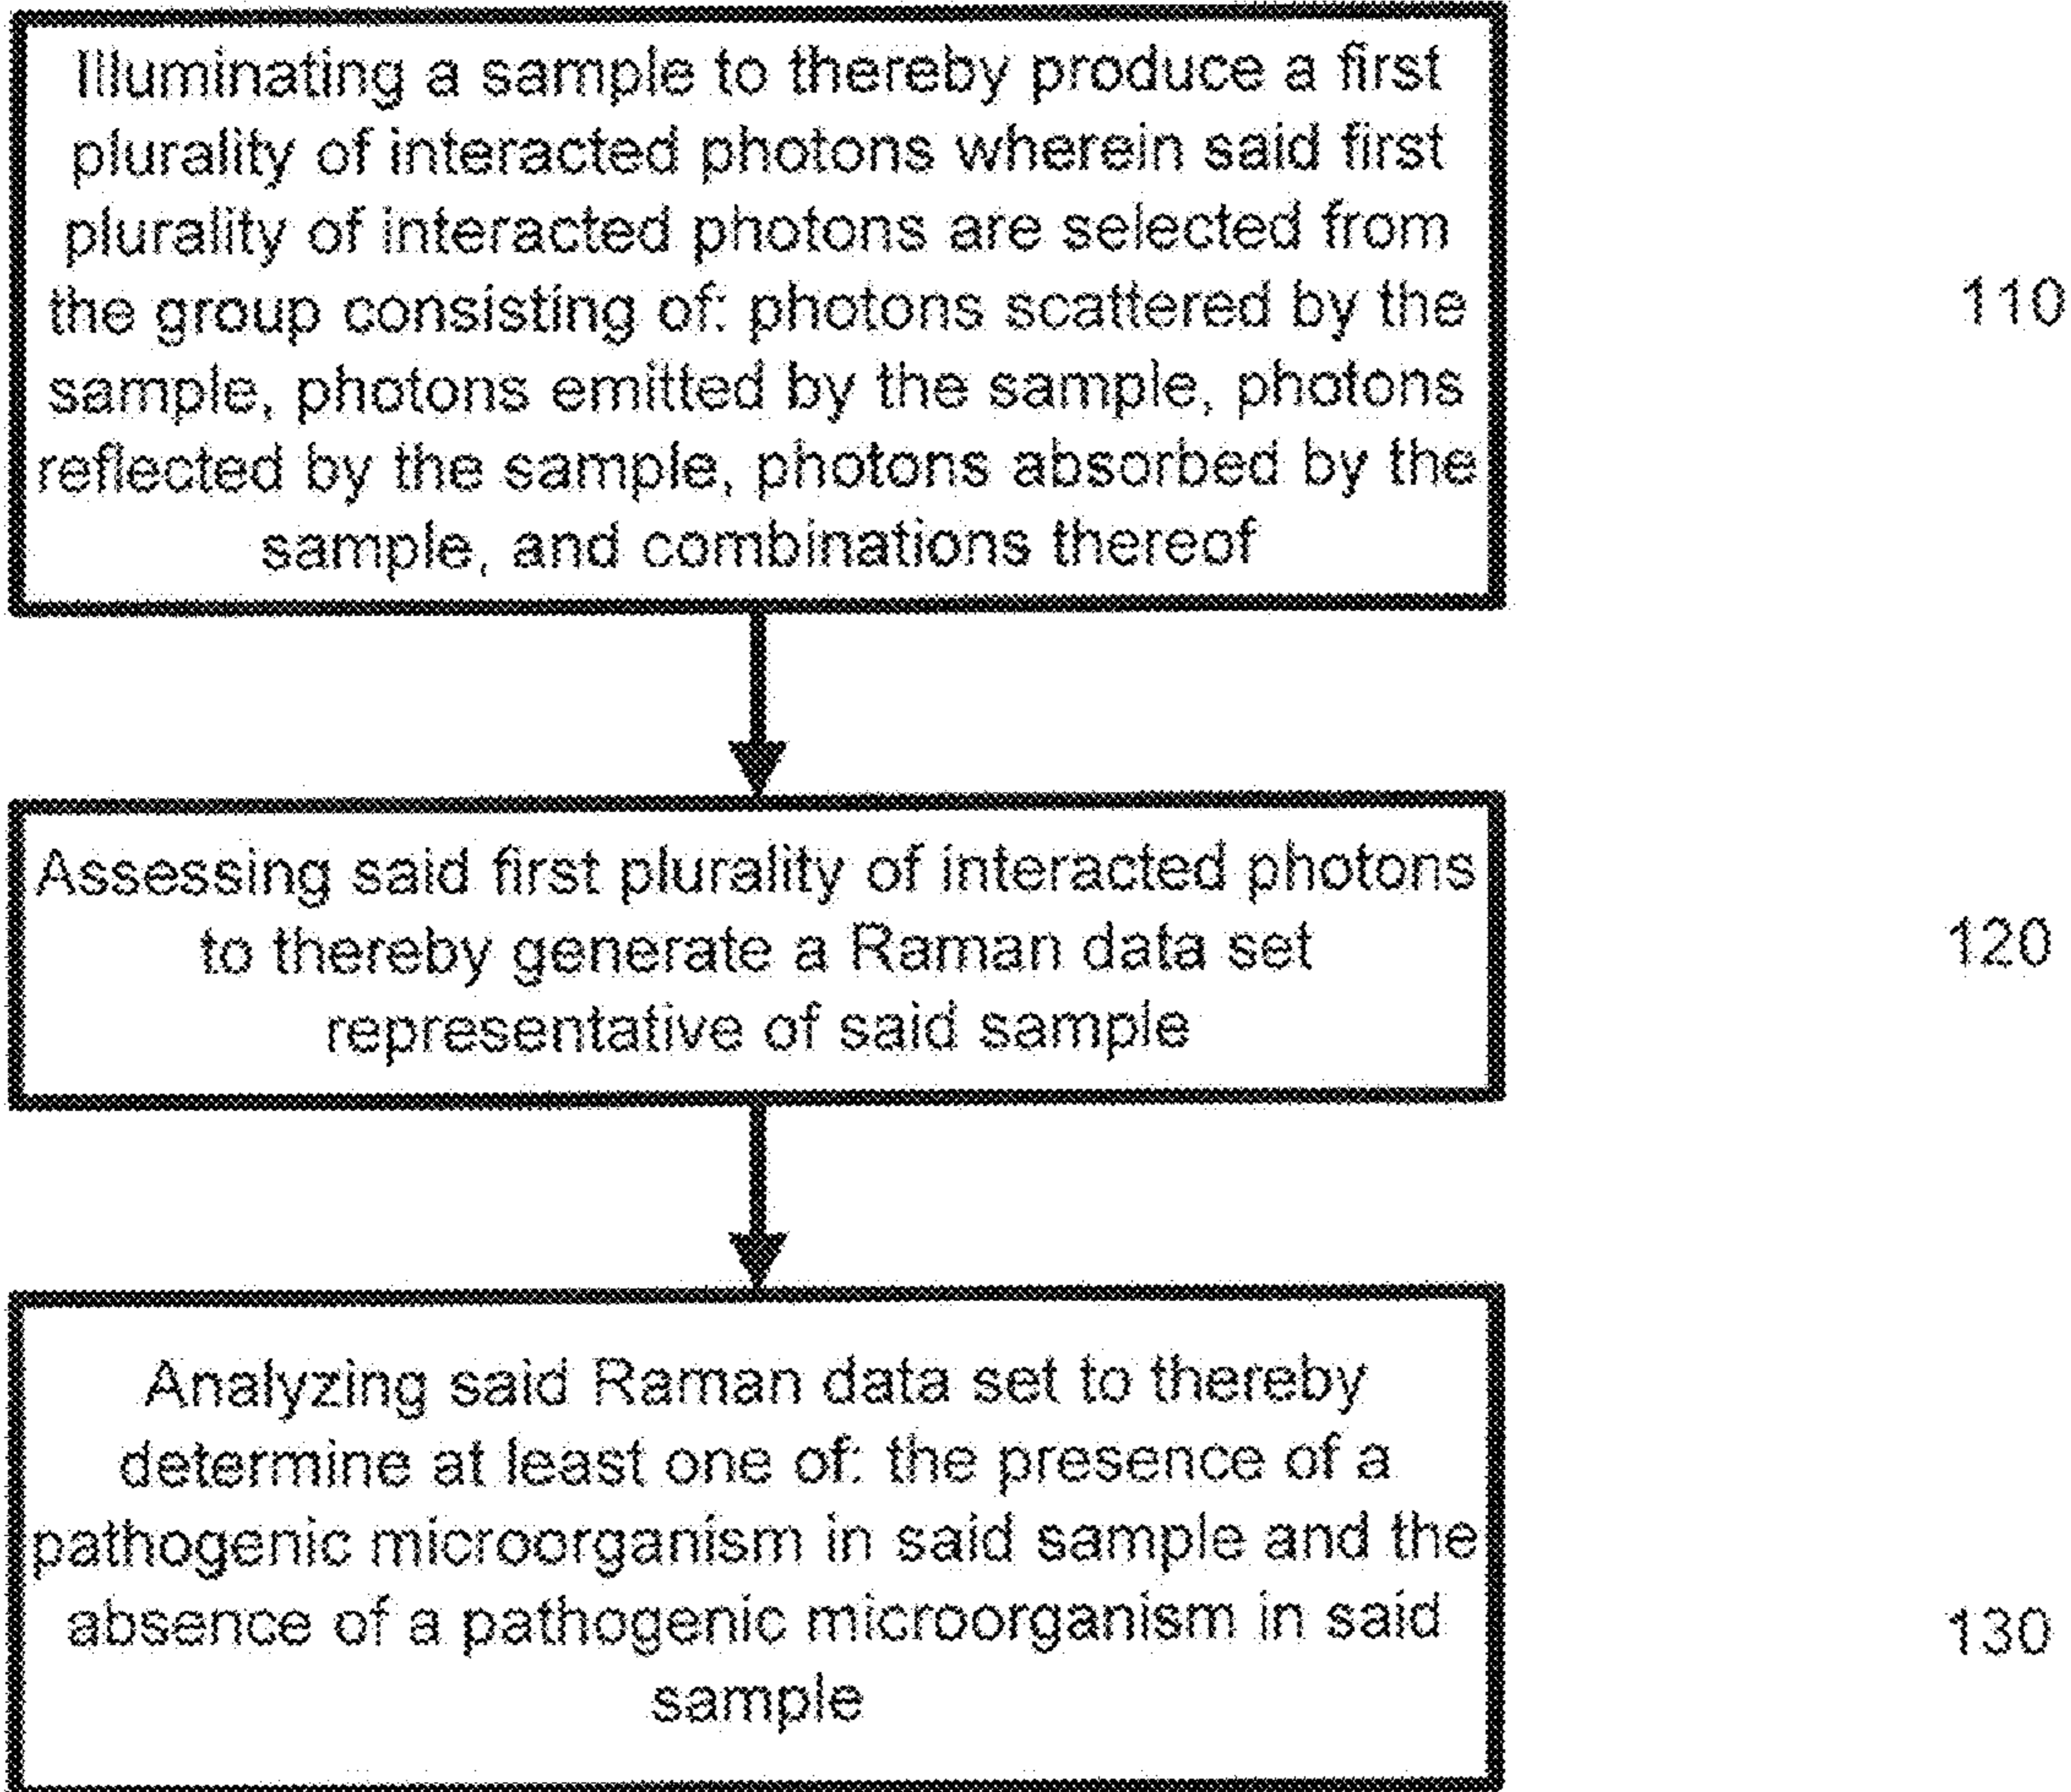 Illuminating a sample to thereby produce a first
plurality of interacted photons wherein said first
plurality of interacted photons are selected from
the group consisting of: photons scattered by the
sample, photons emitted by the sample, photons
reflected by the sample, photons absorbed by the
sample, and combinations thereof
110
Assessing said first plurality of interacted photons
to thereby generate a Raman data set
representative of said sample
120
Analyzing said Raman data set to thereby
determine at least one of: the presence of a
pathogenic microorganism in said sample and the
absence of a pathogenic microorganism in said
sample
130